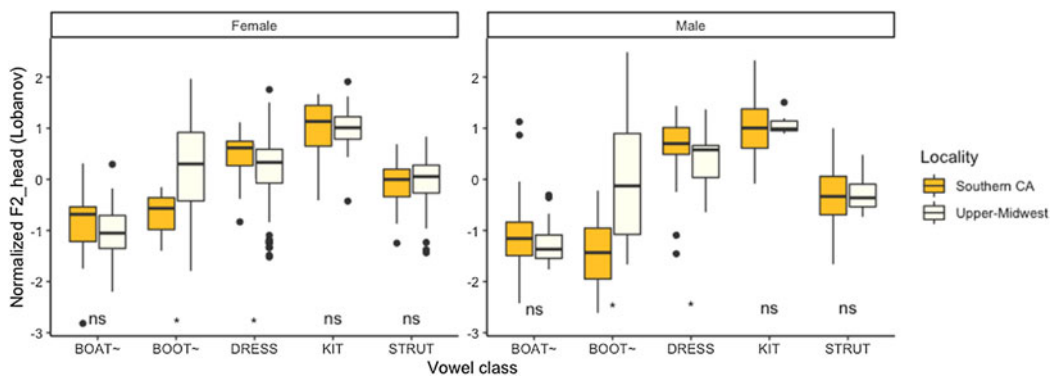 Female
Male
Normalized F2_head (Lobanov)
2
1
0
-1
-2
-3
ns
*
*
ns
ns
BOAT~ BOOT~ DRESS KIT STRUT
2
1
0
-1
-2
-3
ns
*
*
ns
ns
BOAT~ BOOT~ DRESS KIT STRUT
Vowel class
Locality
Southern CA
Upper-Midwest